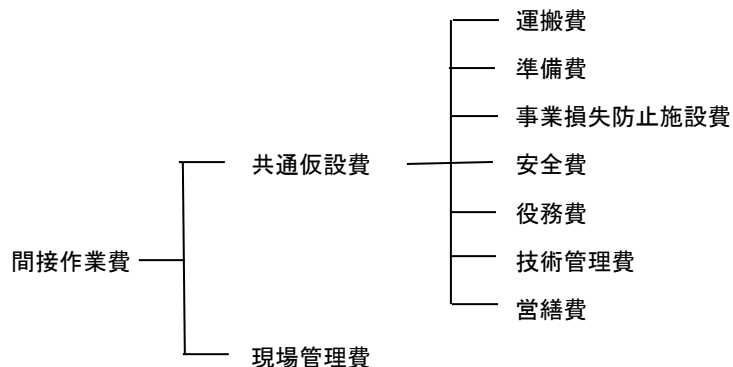 運搬費
準備費
事業損失防止施設費
共通仮設費
安全費
役務費
間接作業費
技術管理費
営繕費
現場管理費